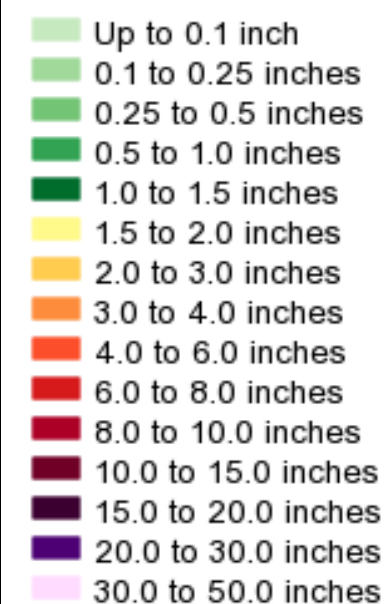 Up to 0.1 inch
0.1 to 0.25 inches
0.25 to 0.5 inches
0.5 to 1.0 inches
1.0 to 1.5 inches
1.5 to 2.0 inches
2.0 to 3.0 inches
3.0 to 4.0 inches
4.0 to 6.0 inches
6.0 to 8.0 inches
8.0 to 10.0 inches
10.0 to 15.0 inches
15.0 to 20.0 inches
20.0 to 30.0 inches
30.0 to 50.0 inches